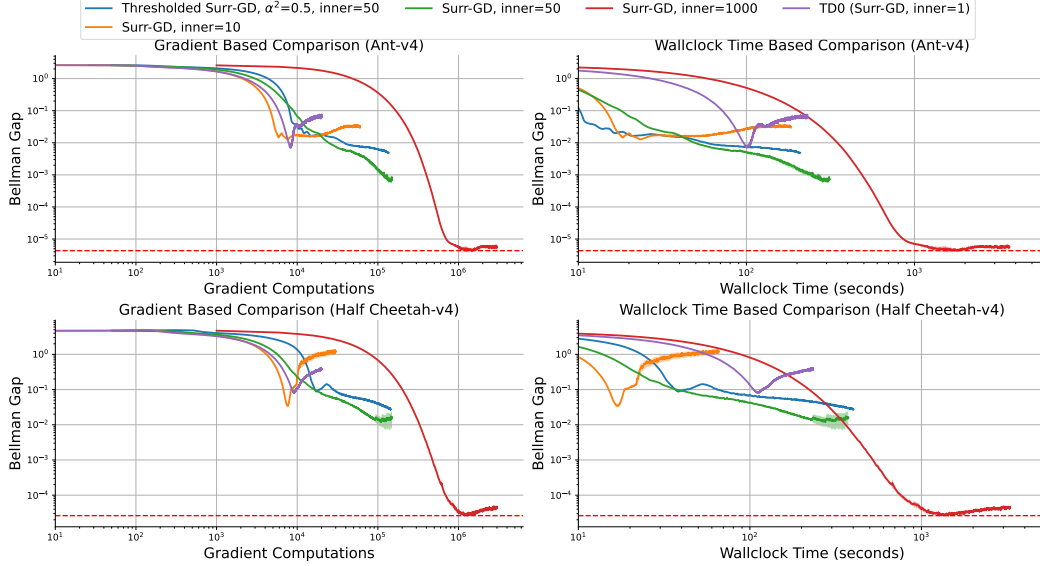 Thresholded Surr-GD, α²=0.5, inner=50
Surr-GD, inner=50
Surr-GD, inner=1000
TD0 (Surr-GD, inner=1)
Surr-GD, inner=10
Gradient Based Comparison (Ant-v4)
Bellman Gap
10⁰
10⁻¹
10⁻²
10⁻³
10⁻⁴
10⁻⁵
10¹ 10² 10³ 10⁴ 10⁵ 10⁶
Gradient Computations
Wallclock Time Based Comparison (Ant-v4)
Bellman Gap
10⁰
10⁻¹
10⁻²
10⁻³
10⁻⁴
10⁻⁵
10¹ 10² 10³
Wallclock Time (seconds)
Gradient Based Comparison (Half Cheetah-v4)
Bellman Gap
10⁰
10⁻¹
10⁻²
10⁻³
10⁻⁴
10¹ 10² 10³ 10⁴ 10⁵ 10⁶
Gradient Computations
Wallclock Time Based Comparison (Half Cheetah-v4)
Bellman Gap
10⁰
10⁻¹
10⁻²
10⁻³
10⁻⁴
10¹ 10² 10³
Wallclock Time (seconds)